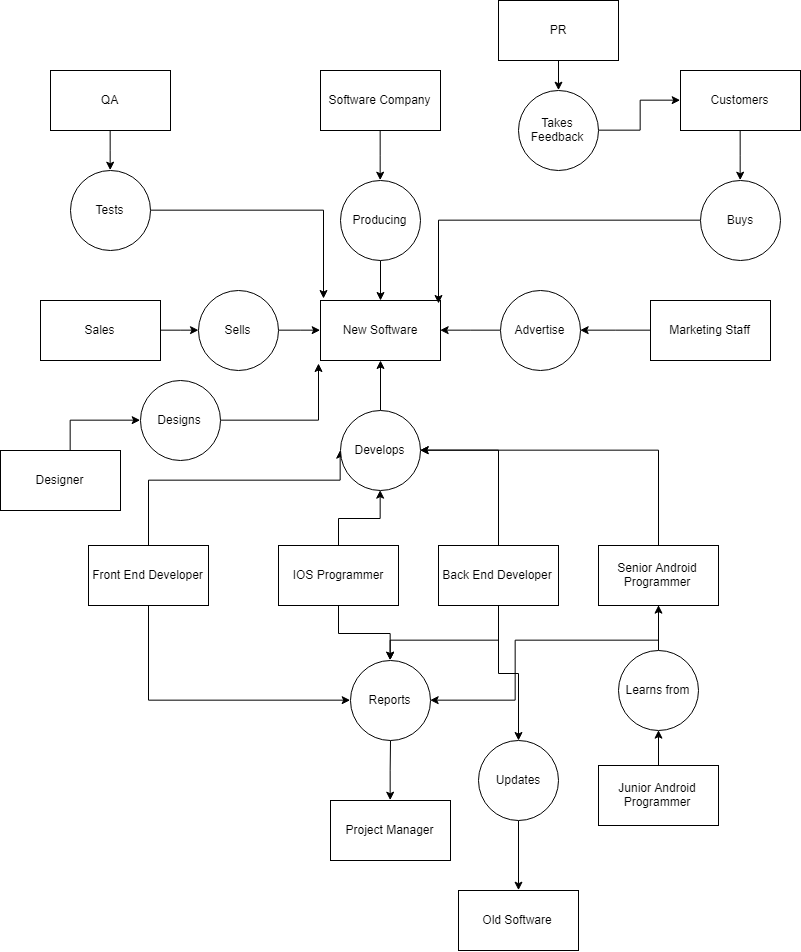 PR
QA
Software Company
Customers
Takes
Feedback
Tests
Producing
Buys
Sales
Sells
New Software
Advertise
Marketing Staff
Designs
Designer
Develops
Front End Developer
IOS Programmer
Back End Developer
Senior Android
Programmer
Reports
Learns from
Updates
Junior Android
Programmer
Project Manager
Old Software